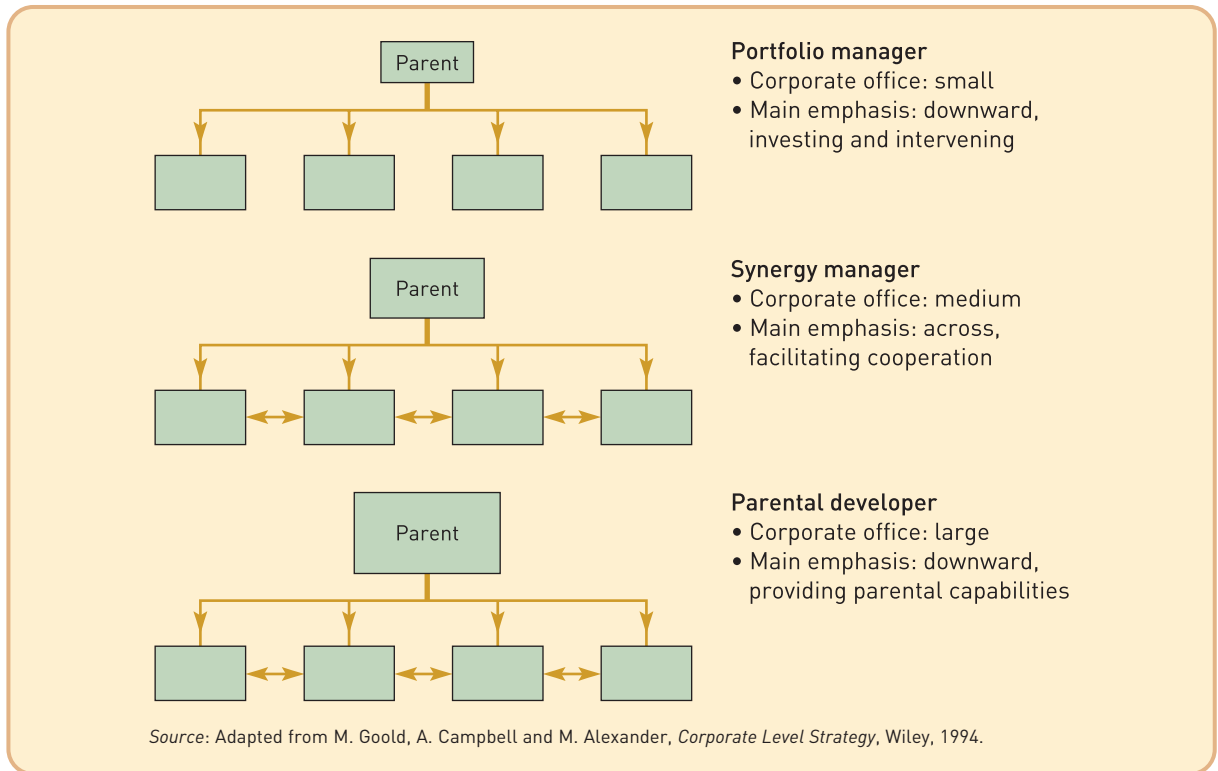 Parent
Portfolio manager
• Corporate office: small
• Main emphasis: downward,
investing and intervening
Parent
Synergy manager
• Corporate office: medium
• Main emphasis: across,
facilitating cooperation
Parent
Parental developer
• Corporate office: large
• Main emphasis: downward,
providing parental capabilities
Source: Adapted from M. Goold, A. Campbell and M. Alexander, Corporate Level Strategy, Wiley, 1994.